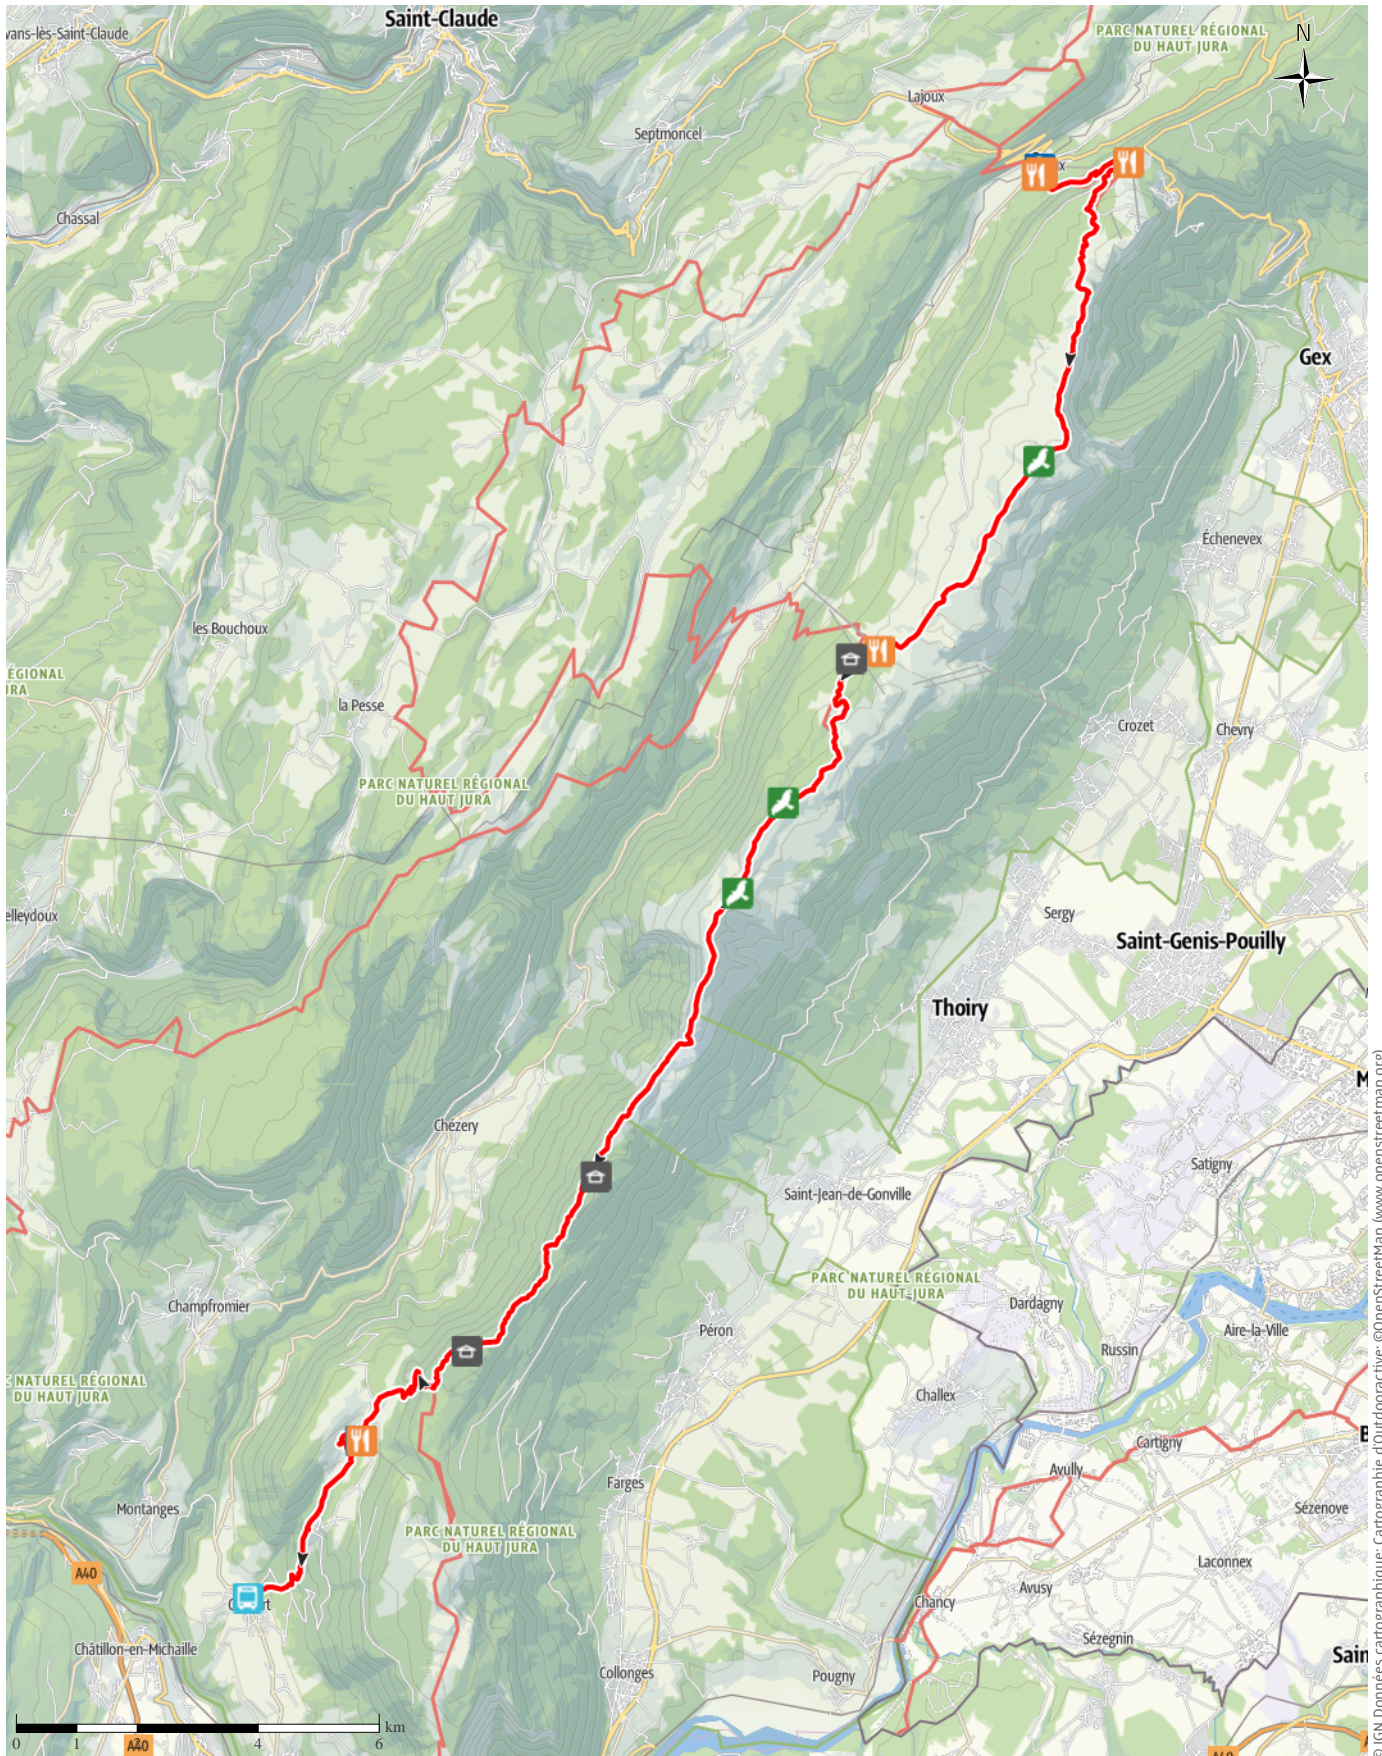 Saint-Claude
vans-lès-Saint-Claude
PARC NATUREL RÉGIONAL
DU HAUT JURA
N
Lajoux
Septmoncel
x
Chassal
Gex
Échenevex
les Bouchoux
ÉGIONAL
JRA
la Pesse
Crozet
Chevry
PARC NATUREL RÉGIONAL
DU HAUT JURA
elleydoux
Sergy
Saint-Genis-Pouilly
Thoiry
M
Chézery
Satigny
Saint-Jean-de-Gonville
PARC NATUREL RÉGIONAL
DU HAUT-JURA
Champfromier
Dardagny
Aire-la-Ville
Péron
Russin
C NATUREL RÉGIONAL
DU HAUT JURA
Challex
Cartigny
B
Avully
Farges
Montanges
Sézenove
PARC NATUREL RÉGIONAL
DU HAUT JURA
Laconnex
A40
Avusy
Chancy
rt
Sézegnin
Châtillon-en-Michaille
Sain
Collonges
Pougny
km
0 1 2 4 6
A40
A40
© IGN Données cartographique; Cartographie d'Outdooractive; ©OpenStreetMap (www.openstreetmap.org)